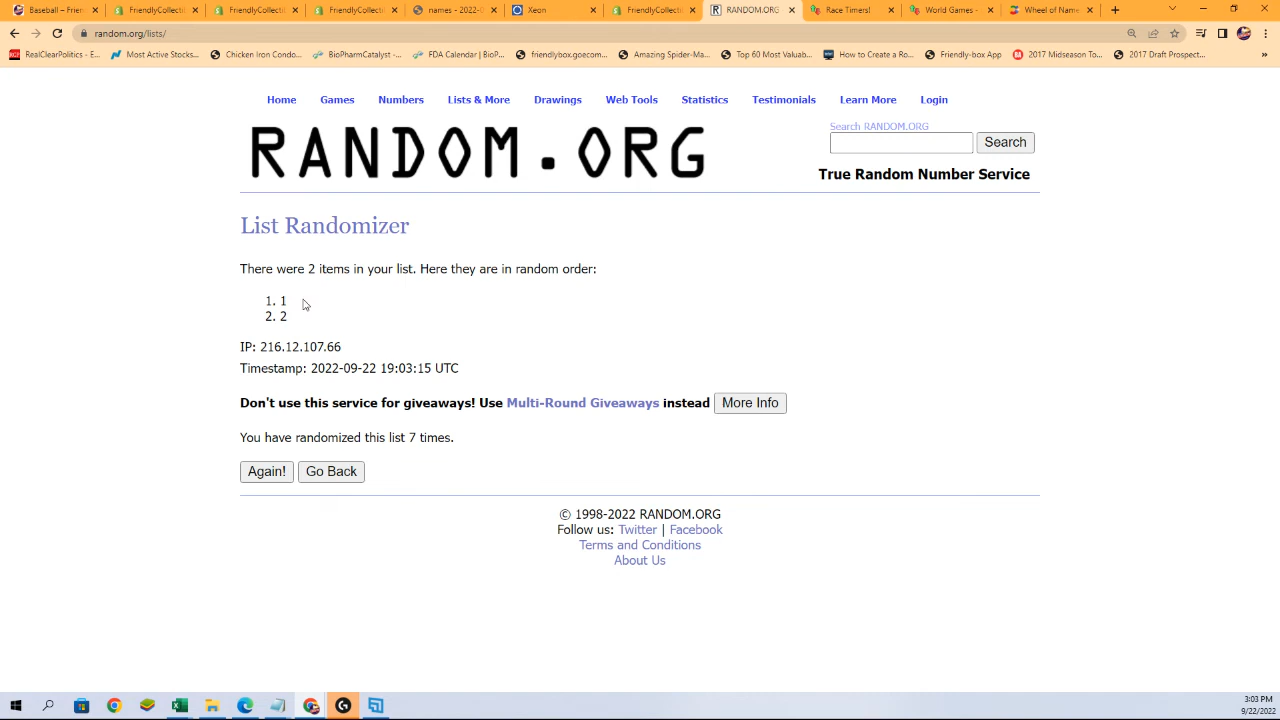 Baseball – Frien
FriendlyCollecti
FriendlyCollecti
FriendlyCollecti
names - 2022-0
Xeon
FriendlyCollecti
RANDOM.ORG
Race Timers!
World Games -
Wheel of Name
random.org/lists/
RealClearPolitics - E...
Most Active Stocks...
Chicken Iron Condo...
BioPharmCatalyst -...
FDA Calendar | BioP...
friendlybox.goecom...
Amazing Spider-Ma...
Top 60 Most Valuab...
How to Create a Ro...
Friendly-box App
2017 Midseason To...
2017 Draft Prospect...
»
Home
Games
Numbers
Lists & More
Drawings
Web Tools
Statistics
Testimonials
Learn More
Login
RANDOM.ORG
Search RANDOM.ORG
Search
True Random Number Service
List Randomizer
There were 2 items in your list. Here they are in random order:
1. 1
2. 2
IP: 216.12.107.66
Timestamp: 2022-09-22 19:03:15 UTC
Don't use this service for giveaways! Use Multi-Round Giveaways instead More Info
You have randomized this list 7 times.
Again! Go Back
© 1998-2022 RANDOM.ORG
Follow us: Twitter | Facebook
Terms and Conditions
About Us
3:03 PM
9/22/2022